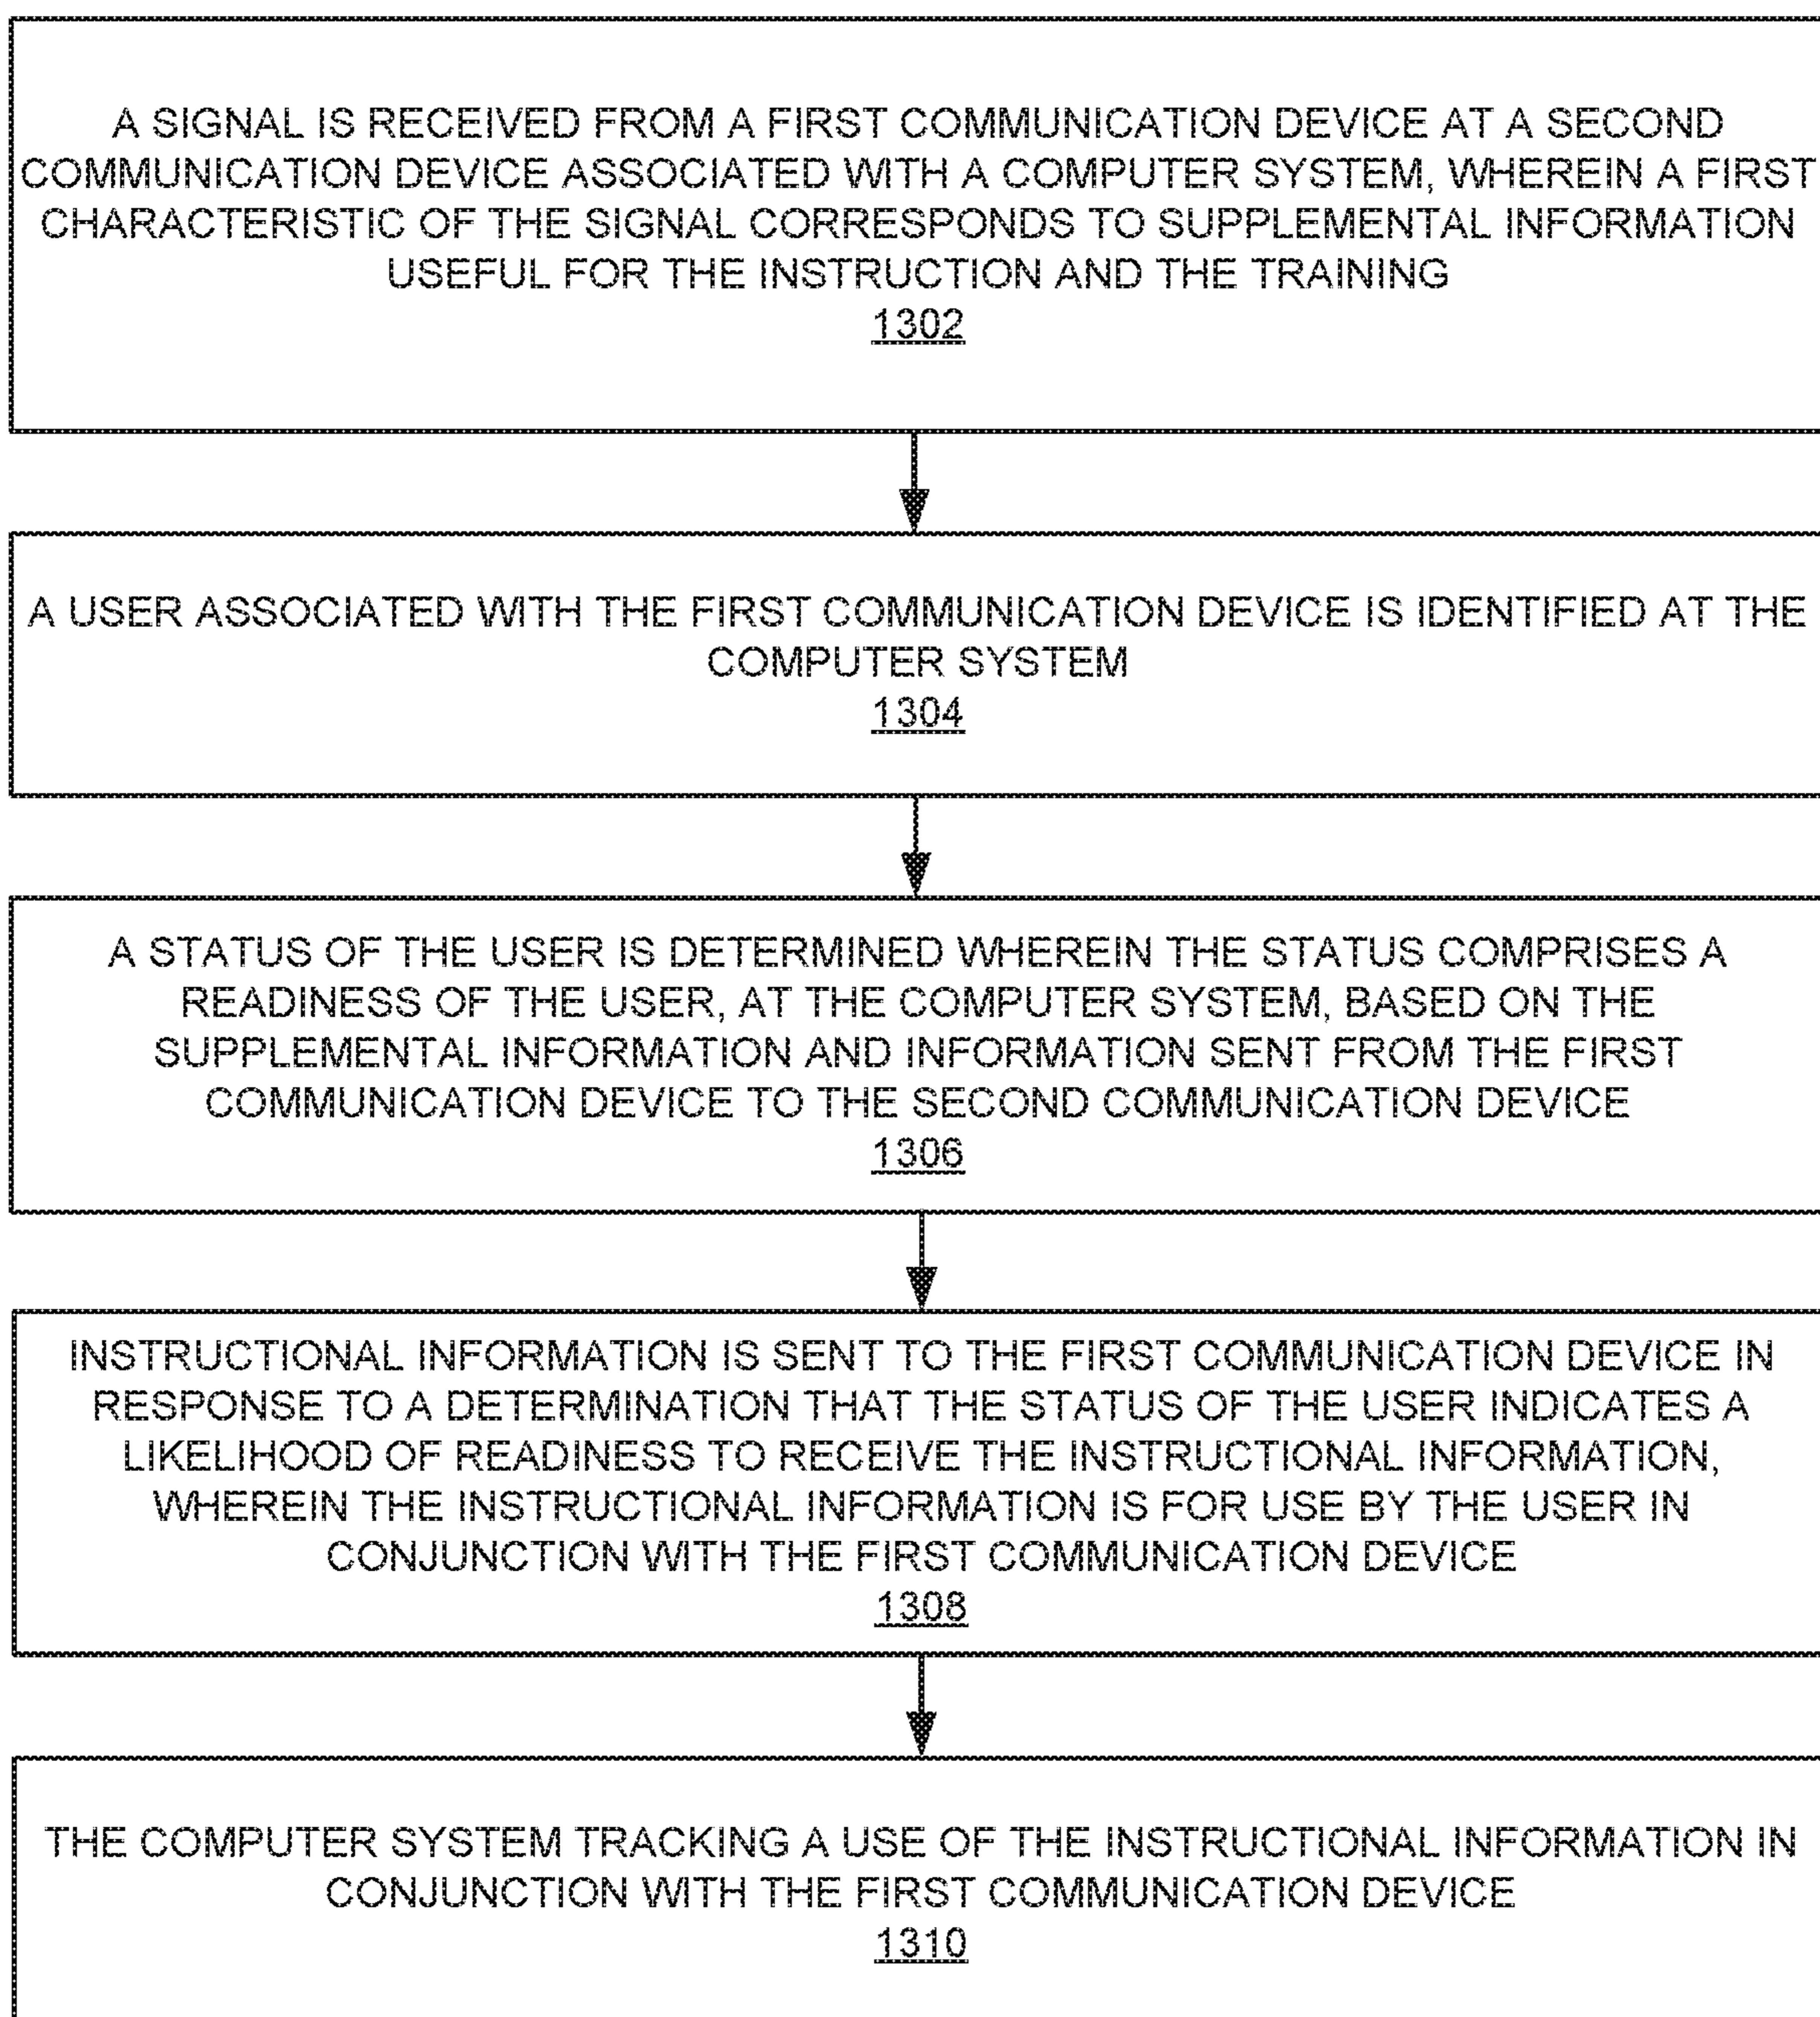 A SIGNAL IS RECEIVED FROM A FIRST COMMUNICATION DEVICE AT A SECOND
COMMUNICATION DEVICE ASSOCIATED WITH A COMPUTER SYSTEM, WHEREIN A FIRST
CHARACTERISTIC OF THE SIGNAL CORRESPONDS TO SUPPLEMENTAL INFORMATION
USEFUL FOR THE INSTRUCTION AND THE TRAINING
1302
A USER ASSOCIATED WITH THE FIRST COMMUNICATION DEVICE IS IDENTIFIED AT THE
COMPUTER SYSTEM
1304
A STATUS OF THE USER IS DETERMINED WHEREIN THE STATUS COMPRISES A
READINESS OF THE USER, AT THE COMPUTER SYSTEM, BASED ON THE
SUPPLEMENTAL INFORMATION AND INFORMATION SENT FROM THE FIRST
COMMUNICATION DEVICE TO THE SECOND COMMUNICATION DEVICE
1306
INSTRUCTIONAL INFORMATION IS SENT TO THE FIRST COMMUNICATION DEVICE IN
RESPONSE TO A DETERMINATION THAT THE STATUS OF THE USER INDICATES A
LIKELIHOOD OF READINESS TO RECEIVE THE INSTRUCTIONAL INFORMATION,
WHEREIN THE INSTRUCTIONAL INFORMATION IS FOR USE BY THE USER IN
CONJUNCTION WITH THE FIRST COMMUNICATION DEVICE
1308
THE COMPUTER SYSTEM TRACKING A USE OF THE INSTRUCTIONAL INFORMATION IN
CONJUNCTION WITH THE FIRST COMMUNICATION DEVICE
1310